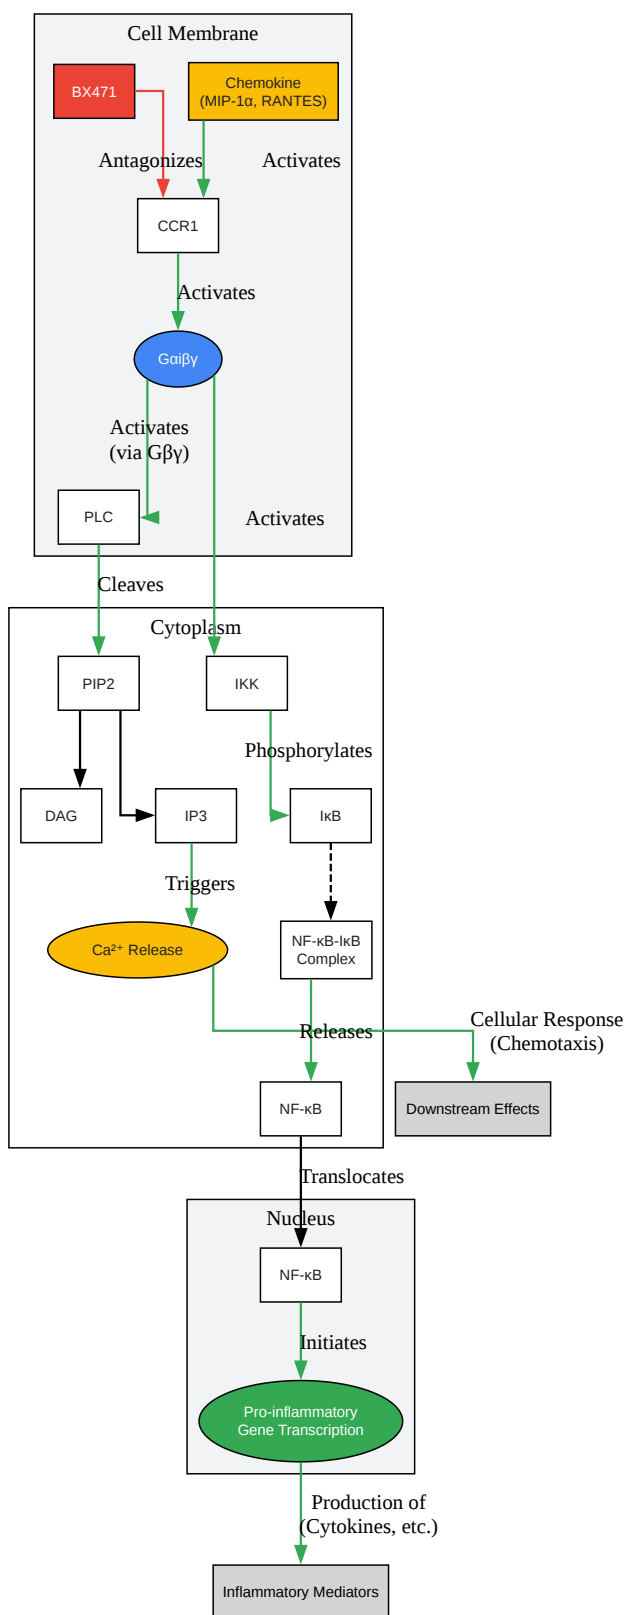 Cell Membrane
BX471
Chemokine
(MIP-1α, RANTES)
Antagonizes
Activates
CCR1
Activates
Gαiβγ
Activates
(via Gβγ)
PLC
Activates
Cleaves
Cytoplasm
PIP2
IKK
Phosphorylates
DAG
IP3
IκB
Triggers
Ca²⁺ Release
NF-κB-IκB
Complex
Releases
Cellular Response
(Chemotaxis)
NF-κB
Downstream Effects
Translocates
Nucleus
NF-κB
Initiates
Pro-inflammatory
Gene Transcription
Production of
(Cytokines, etc.)
Inflammatory Mediators